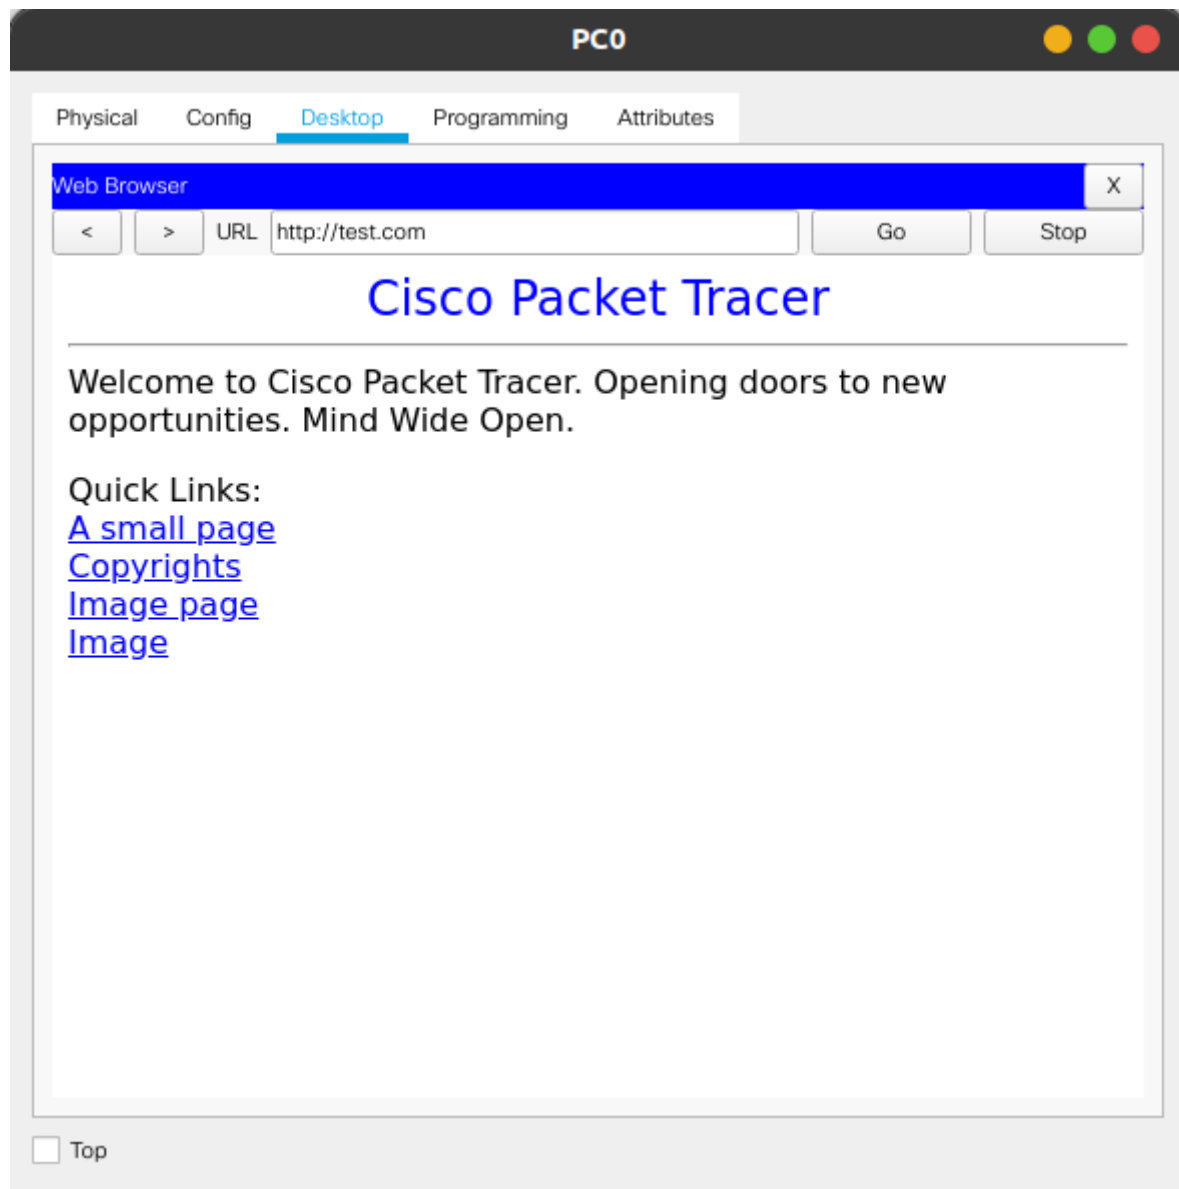 PC0
Physical Config Desktop Programming Attributes
Web Browser X
< > URL http://test.com Go Stop
Cisco Packet Tracer
Welcome to Cisco Packet Tracer. Opening doors to new
opportunities. Mind Wide Open.
Quick Links:
A small page
Copyrights
Image page
Image
Top